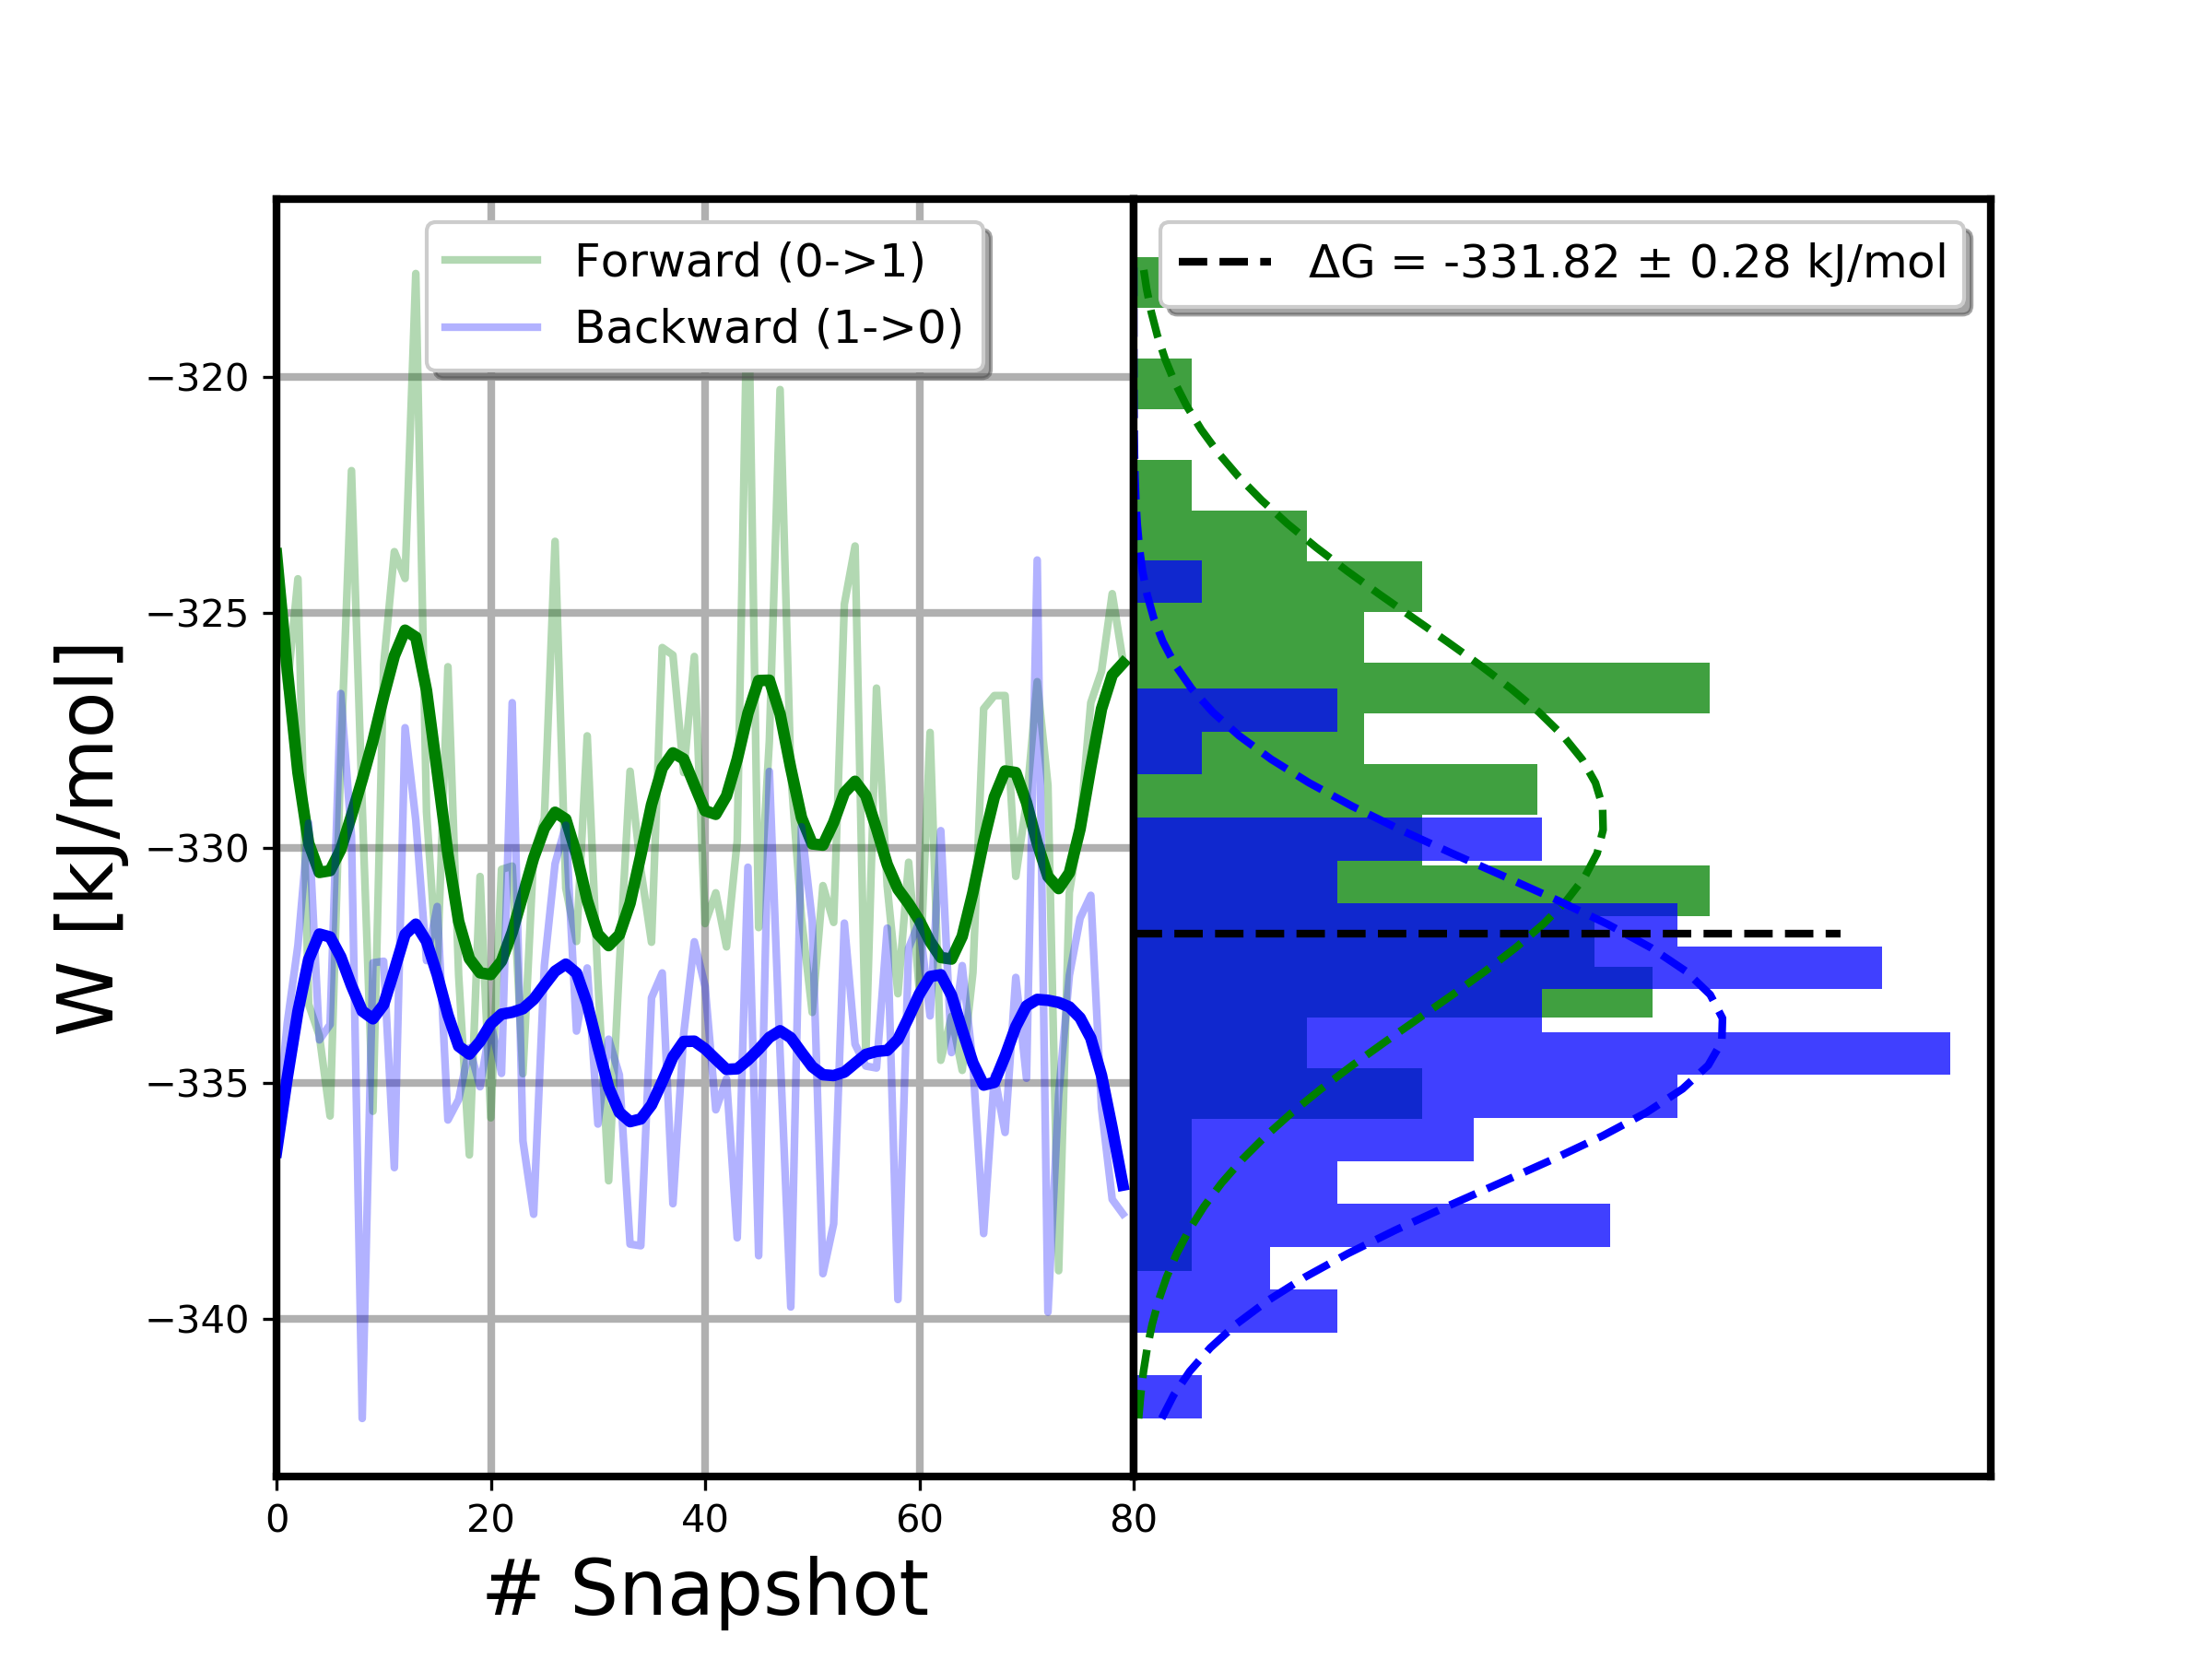 Forward (0->1)
Backward (1->0)
ΔG = -331.82 ± 0.28 kJ/mol
W [kJ/mol]
−320
−325
−330
−335
−340
0 20 40 60 80
# Snapshot